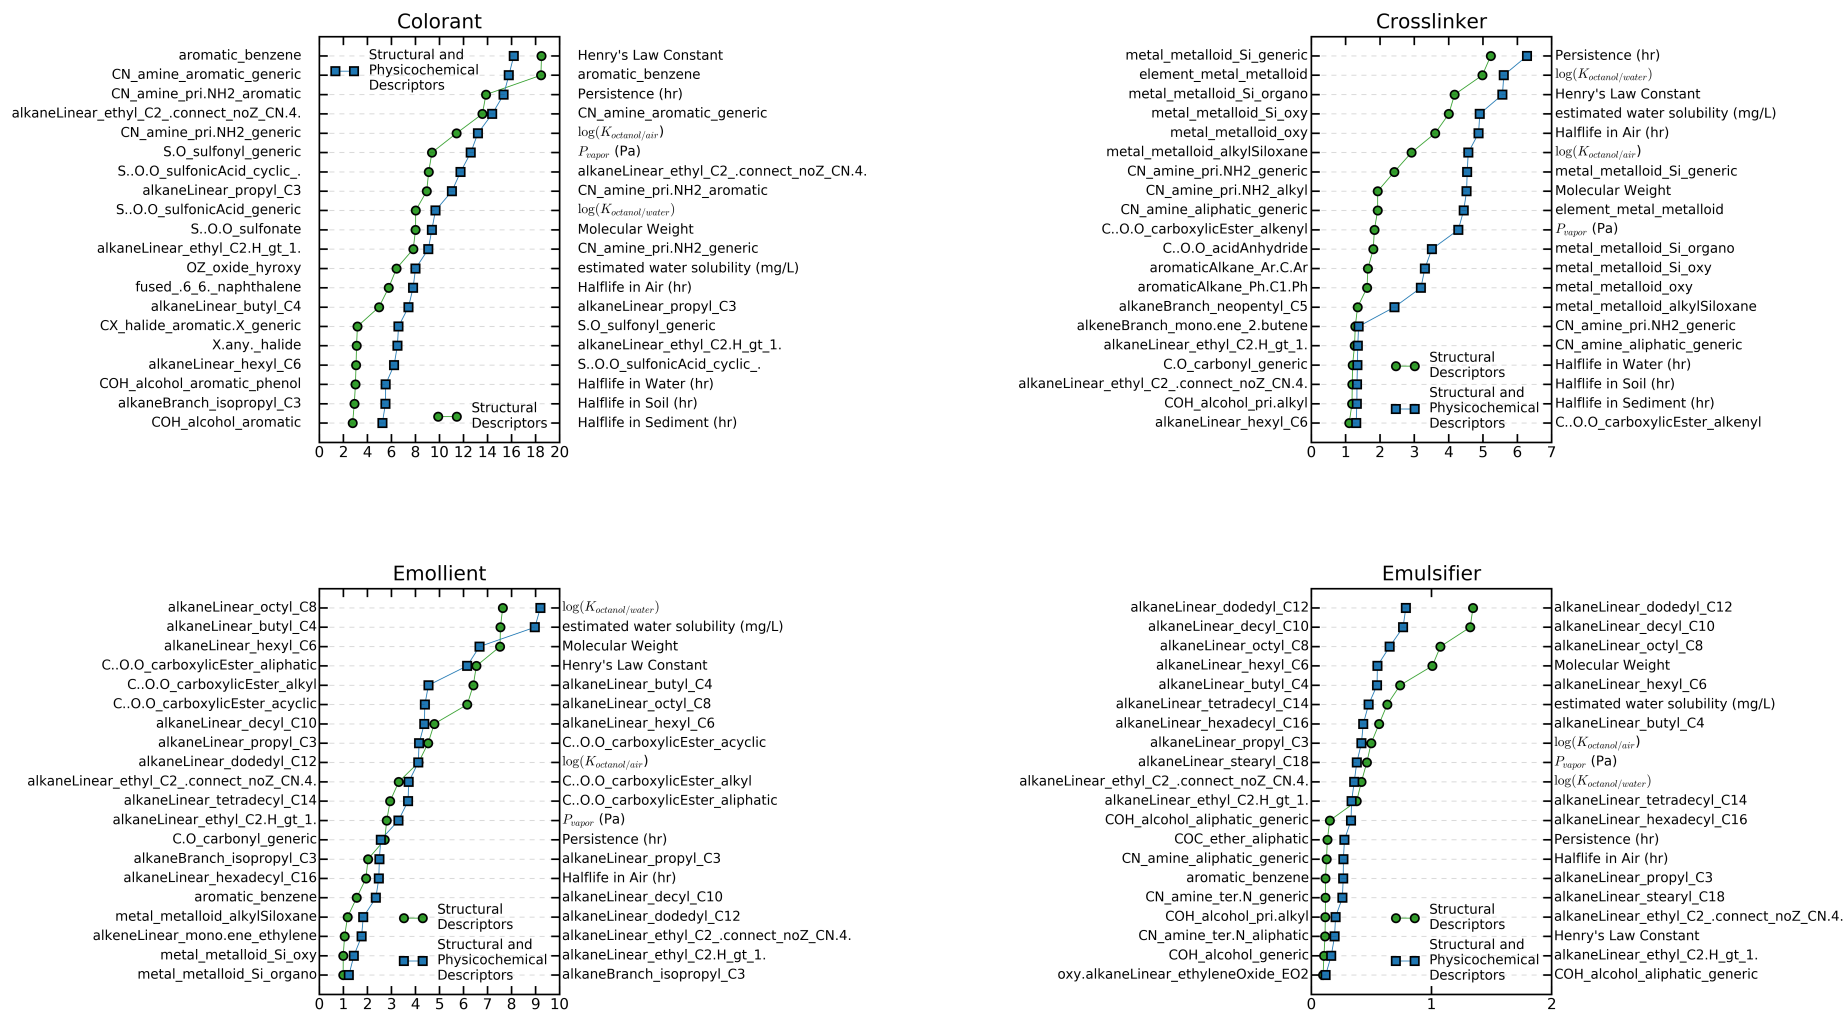 Colorant
aromatic_benzene
CN_amine_aromatic_generic
CN_amine_pri.NH2_aromatic
alkaneLinear_ethyl_C2_.connect_noZ_CN.4.
CN_amine_pri.NH2_generic
S.O_sulfonyl_generic
S..O.O_sulfonicAcid_cyclic_.
alkaneLinear_propyl_C3
S..O.O_sulfonicAcid_generic
S..O.O_sulfonate
alkaneLinear_ethyl_C2.H_gt_1.
OZ_oxide_hyroxy
fused_.6_6._naphthalene
alkaneLinear_butyl_C4
CX_halide_aromatic.X_generic
X.any._halide
alkaneLinear_hexyl_C6
COH_alcohol_aromatic_phenol
alkaneBranch_isopropyl_C3
COH_alcohol_aromatic
Structural and
Physicochemical
Descriptors
Structural
Descriptors
Henry's Law Constant
aromatic_benzene
Persistence (hr)
CN_amine_aromatic_generic
log(K_octanol/air)
P_vapor (Pa)
alkaneLinear_ethyl_C2_.connect_noZ_CN.4.
CN_amine_pri.NH2_aromatic
log(K_octanol/water)
Molecular Weight
CN_amine_pri.NH2_generic
estimated water solubility (mg/L)
Halflife in Air (hr)
alkaneLinear_propyl_C3
S.O_sulfonyl_generic
alkaneLinear_ethyl_C2.H_gt_1.
S..O.O_sulfonicAcid_cyclic_.
Halflife in Water (hr)
Halflife in Soil (hr)
Halflife in Sediment (hr)
0 2 4 6 8 10 12 14 16 18 20
Crosslinker
metal_metalloid_Si_generic
element_metal_metalloid
metal_metalloid_Si_organo
metal_metalloid_Si_oxy
metal_metalloid_oxy
metal_metalloid_alkylSiloxane
CN_amine_pri.NH2_generic
CN_amine_pri.NH2_alkyl
CN_amine_aliphatic_generic
C..O.O_carboxylicEster_alkenyl
C..O.O_acidAnhydride
aromaticAlkane_Ar.C.Ar
aromaticAlkane_Ph.C1.Ph
alkaneBranch_neopentyl_C5
alkeneBranch_mono.ene_2.butene
alkaneLinear_ethyl_C2.H_gt_1.
C.O_carbonyl_generic
alkaneLinear_ethyl_C2_.connect_noZ_CN.4.
COH_alcohol_pri.alkyl
alkaneLinear_hexyl_C6
Structural
Descriptors
Structural and
Physicochemical
Descriptors
Persistence (hr)
log(K_octanol/water)
Henry's Law Constant
estimated water solubility (mg/L)
Halflife in Air (hr)
log(K_octanol/air)
metal_metalloid_Si_generic
Molecular Weight
element_metal_metalloid
P_vapor (Pa)
metal_metalloid_Si_organo
metal_metalloid_Si_oxy
metal_metalloid_oxy
metal_metalloid_alkylSiloxane
CN_amine_pri.NH2_generic
CN_amine_aliphatic_generic
Halflife in Water (hr)
Halflife in Soil (hr)
Halflife in Sediment (hr)
C..O.O_carboxylicEster_alkenyl
0 1 2 3 4 5 6 7
Emollient
alkaneLinear_octyl_C8
alkaneLinear_butyl_C4
alkaneLinear_hexyl_C6
C..O.O_carboxylicEster_aliphatic
C..O.O_carboxylicEster_alkyl
C..O.O_carboxylicEster_acyclic
alkaneLinear_decyl_C10
alkaneLinear_propyl_C3
alkaneLinear_dodedyl_C12
alkaneLinear_ethyl_C2_.connect_noZ_CN.4.
alkaneLinear_tetradecyl_C14
alkaneLinear_ethyl_C2.H_gt_1.
C.O_carbonyl_generic
alkaneBranch_isopropyl_C3
alkaneLinear_hexadecyl_C16
aromatic_benzene
metal_metalloid_alkylSiloxane
alkeneLinear_mono.ene_ethylene
metal_metalloid_Si_oxy
metal_metalloid_Si_organo
Structural
Descriptors
Structural and
Physicochemical
Descriptors
log(K_octanol/water)
estimated water solubility (mg/L)
Molecular Weight
Henry's Law Constant
alkaneLinear_butyl_C4
alkaneLinear_octyl_C8
alkaneLinear_hexyl_C6
C..O.O_carboxylicEster_acyclic
log(K_octanol/air)
C..O.O_carboxylicEster_alkyl
C..O.O_carboxylicEster_aliphatic
P_vapor (Pa)
Persistence (hr)
alkaneLinear_propyl_C3
Halflife in Air (hr)
alkaneLinear_decyl_C10
alkaneLinear_dodedyl_C12
alkaneLinear_ethyl_C2_.connect_noZ_CN.4.
alkaneLinear_ethyl_C2.H_gt_1.
alkaneBranch_isopropyl_C3
0 1 2 3 4 5 6 7 8 9 10
Emulsifier
alkaneLinear_dodedyl_C12
alkaneLinear_decyl_C10
alkaneLinear_octyl_C8
alkaneLinear_hexyl_C6
alkaneLinear_butyl_C4
alkaneLinear_tetradecyl_C14
alkaneLinear_hexadecyl_C16
alkaneLinear_propyl_C3
alkaneLinear_stearyl_C18
alkaneLinear_ethyl_C2_.connect_noZ_CN.4.
alkaneLinear_ethyl_C2.H_gt_1.
COH_alcohol_aliphatic_generic
COC_ether_aliphatic
CN_amine_aliphatic_generic
aromatic_benzene
CN_amine_ter.N_generic
COH_alcohol_pri.alkyl
CN_amine_ter.N_aliphatic
COH_alcohol_generic
oxy.alkaneLinear_ethyleneOxide_EO2
Structural
Descriptors
Structural and
Physicochemical
Descriptors
alkaneLinear_dodedyl_C12
alkaneLinear_decyl_C10
alkaneLinear_octyl_C8
Molecular Weight
alkaneLinear_hexyl_C6
estimated water solubility (mg/L)
alkaneLinear_butyl_C4
log(K_octanol/air)
P_vapor (Pa)
log(K_octanol/water)
alkaneLinear_tetradecyl_C14
alkaneLinear_hexadecyl_C16
Persistence (hr)
Halflife in Air (hr)
alkaneLinear_propyl_C3
alkaneLinear_stearyl_C18
alkaneLinear_ethyl_C2_.connect_noZ_CN.4.
Henry's Law Constant
alkaneLinear_ethyl_C2.H_gt_1.
COH_alcohol_aliphatic_generic
0 1 2